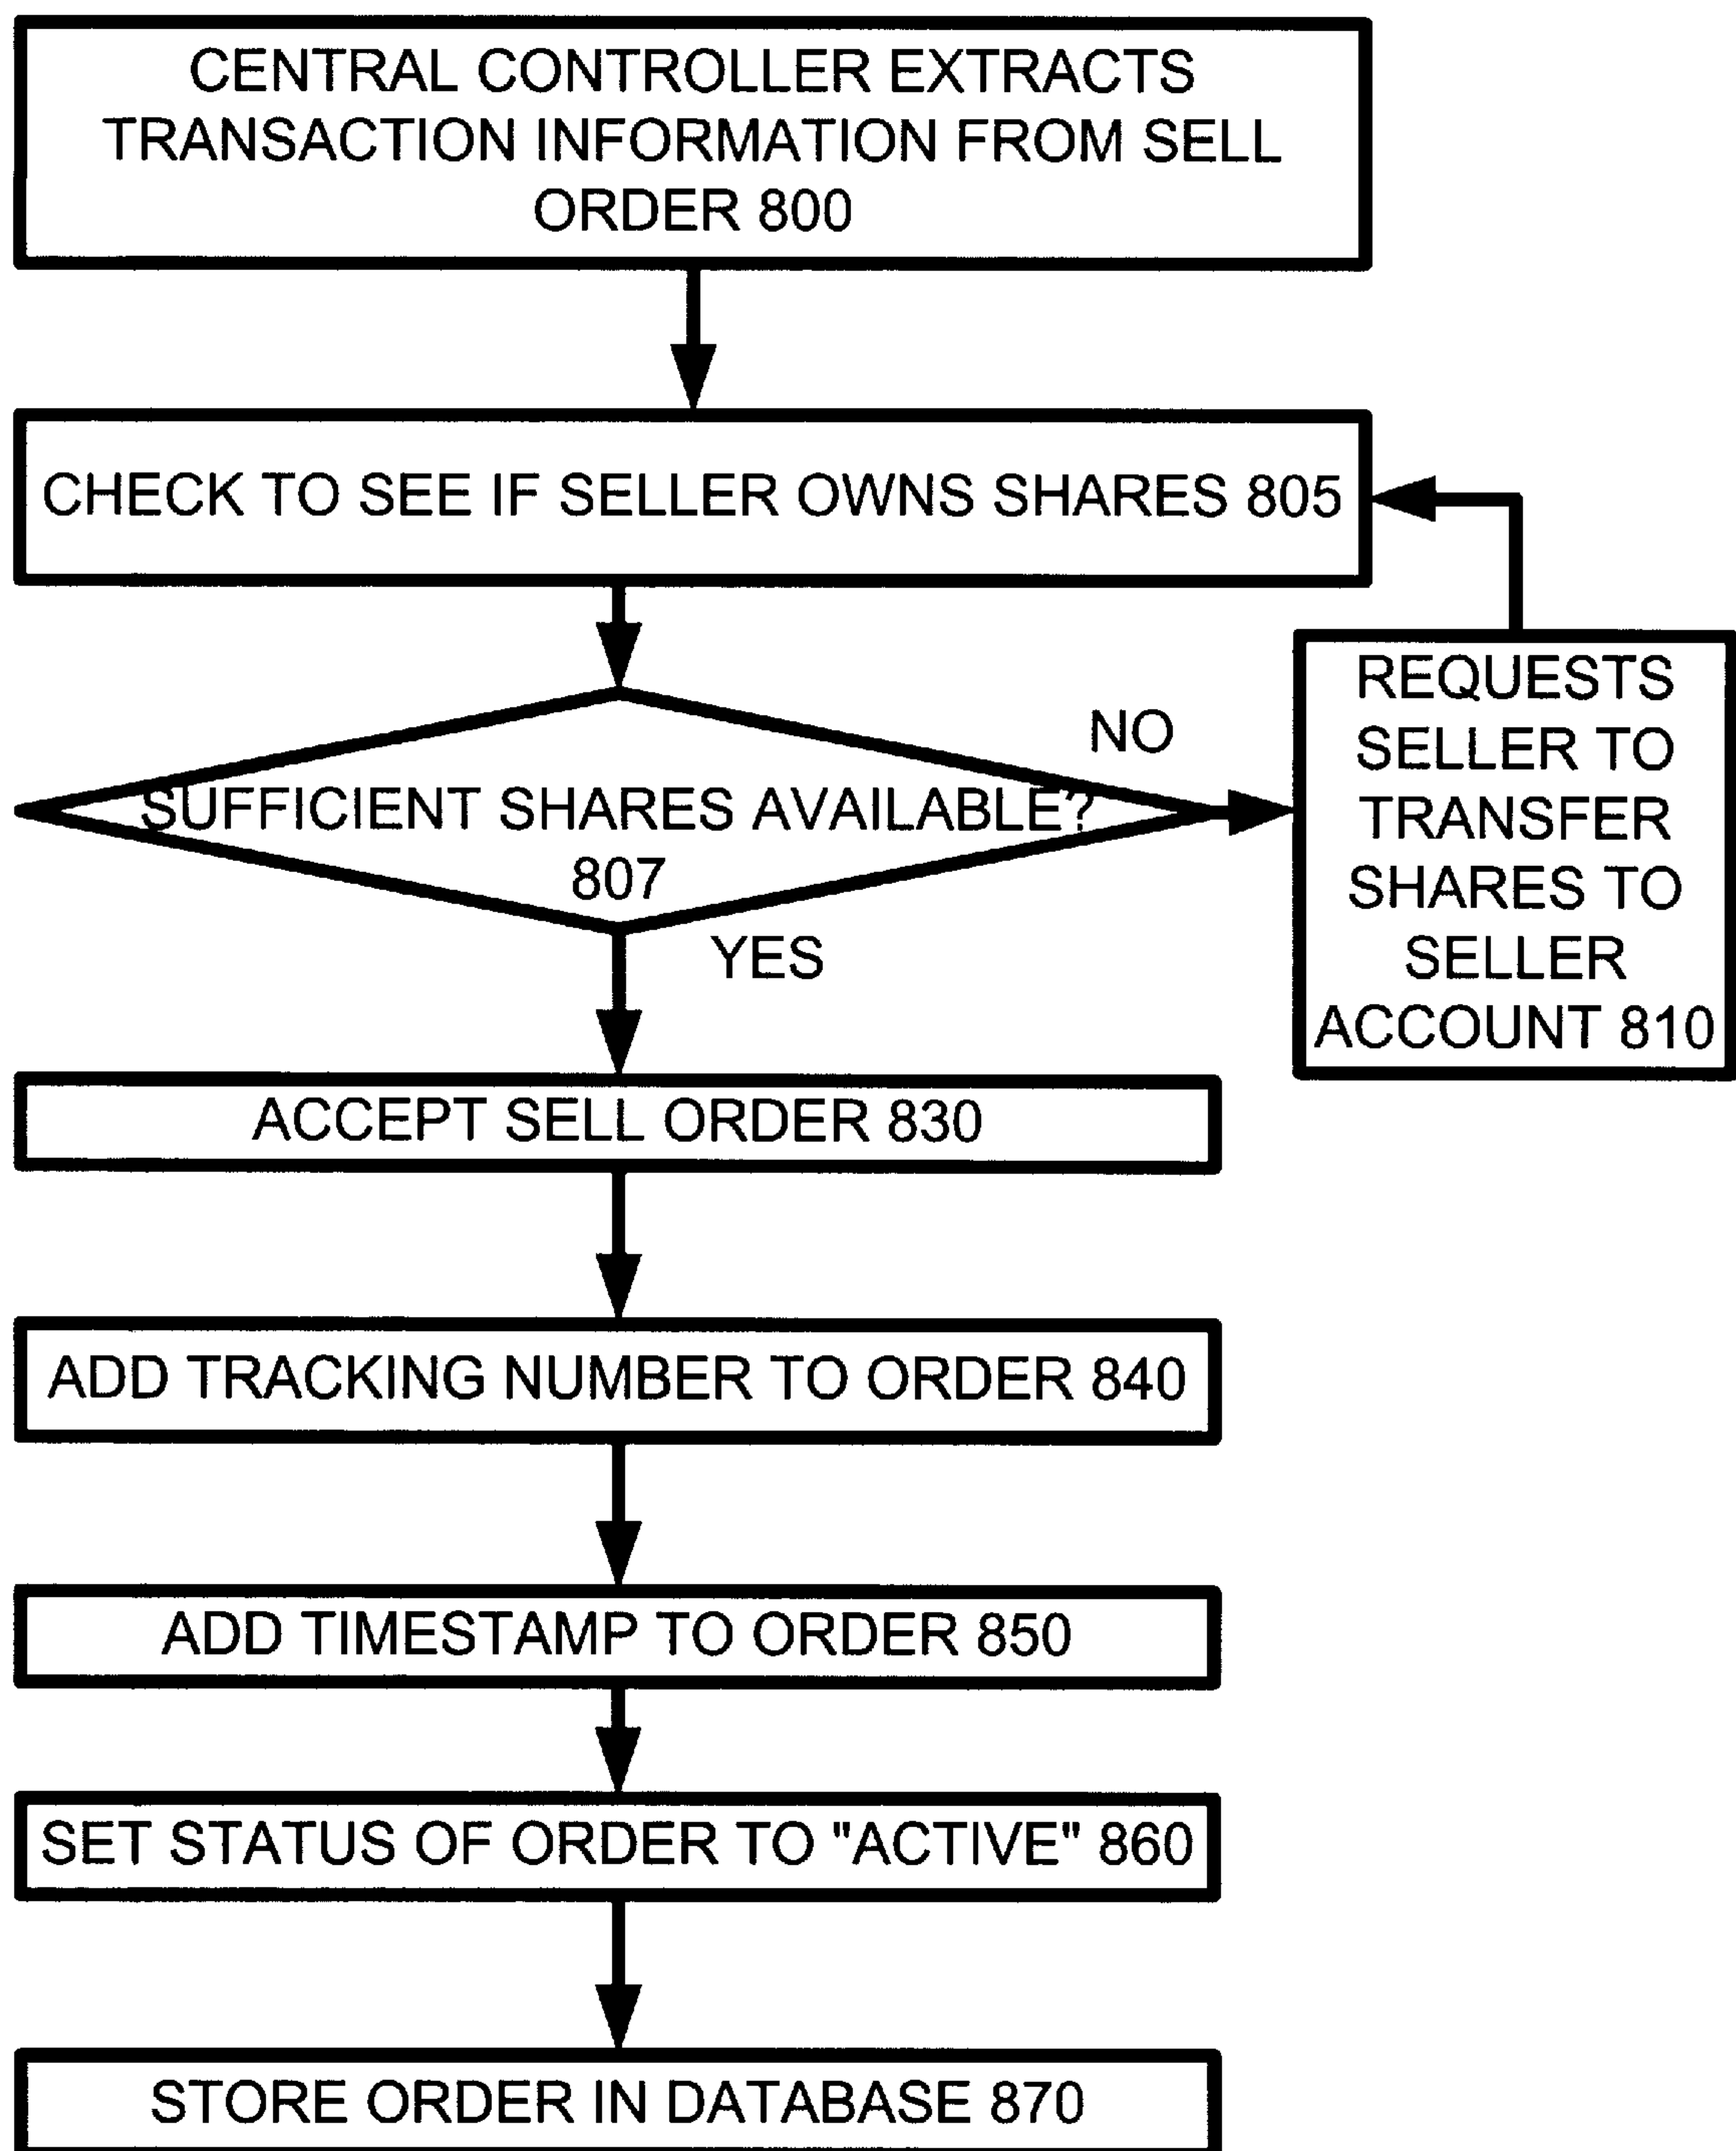 CENTRAL CONTROLLER EXTRACTS
TRANSACTION INFORMATION FROM SELL
ORDER 800
CHECK TO SEE IF SELLER OWNS SHARES 805
NO
SUFFICIENT SHARES AVAILABLE?
807
YES
REQUESTS
SELLER TO
TRANSFER
SHARES TO
SELLER
ACCOUNT 810
ACCEPT SELL ORDER 830
ADD TRACKING NUMBER TO ORDER 840
ADD TIMESTAMP TO ORDER 850
SET STATUS OF ORDER TO "ACTIVE" 860
STORE ORDER IN DATABASE 870